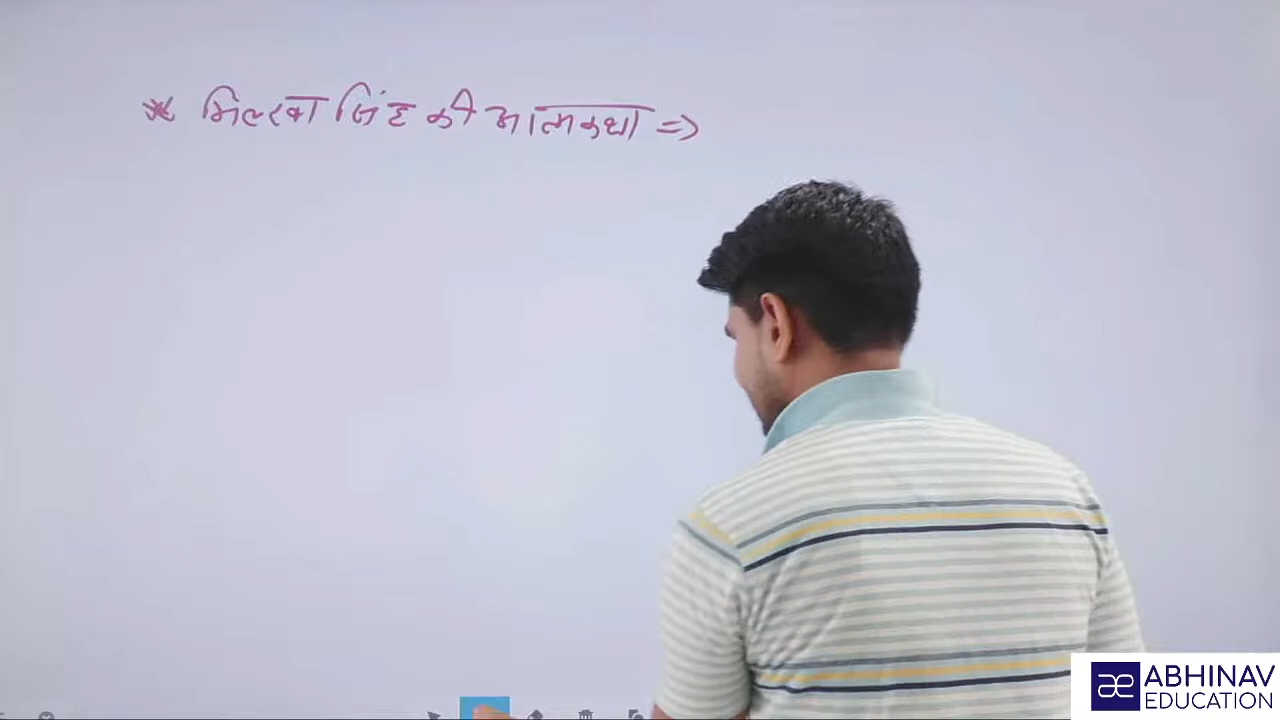 * मिल्खा सिंह की आत्मकथा =>
æ ABHINAV
EDUCATION